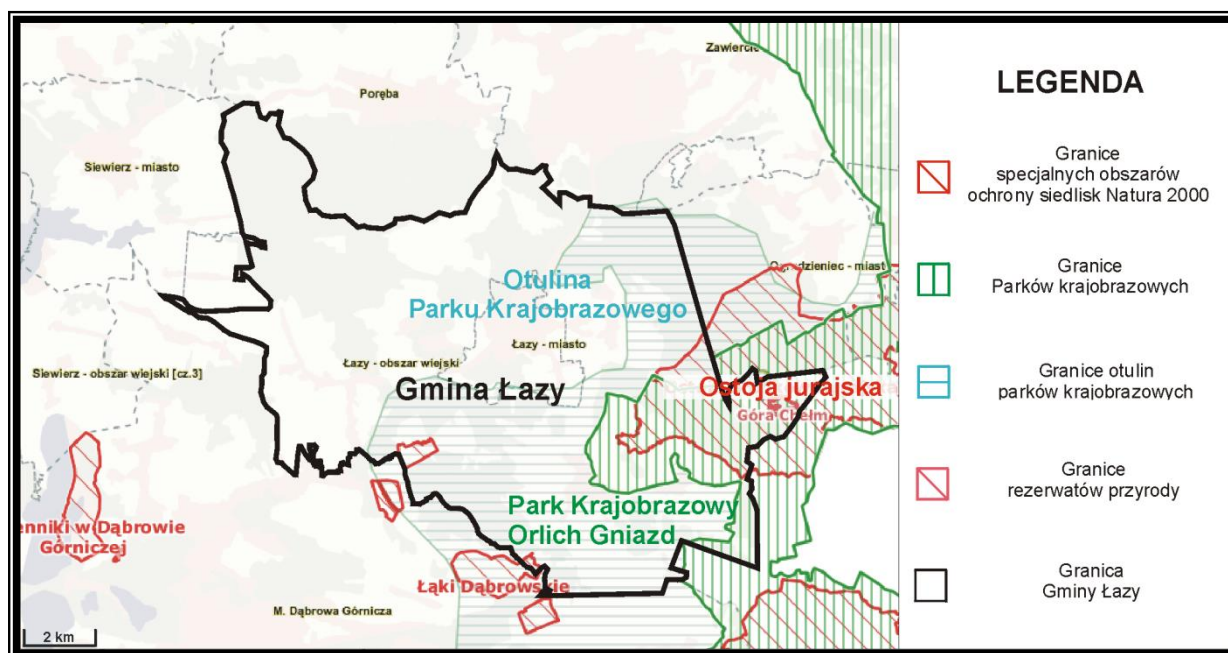 Zawiercie
Poręba
Siewierz - miasto
Otulina
Parku Krajobrazowego
Łazy - miasto
Łazy - obszar wiejski
Siewierz - obszar wiejski [cz.3]
Gmina Łazy
Ostoja jurajska
Góra Chełm
Park Krajobrazowy
Orlich Gniazd
w Dąbrowie
Górniczej
Łąki Dąbrowskie
M. Dąbrowa Górnicza
2 km
LEGENDA
Granice
specjalnych obszarów
ochrony siedlisk Natura 2000
Granice
Parków krajobrazowych
Granice otulin
parków krajobrazowych
Granice
rezerwatów przyrody
Granica
Gminy Łazy